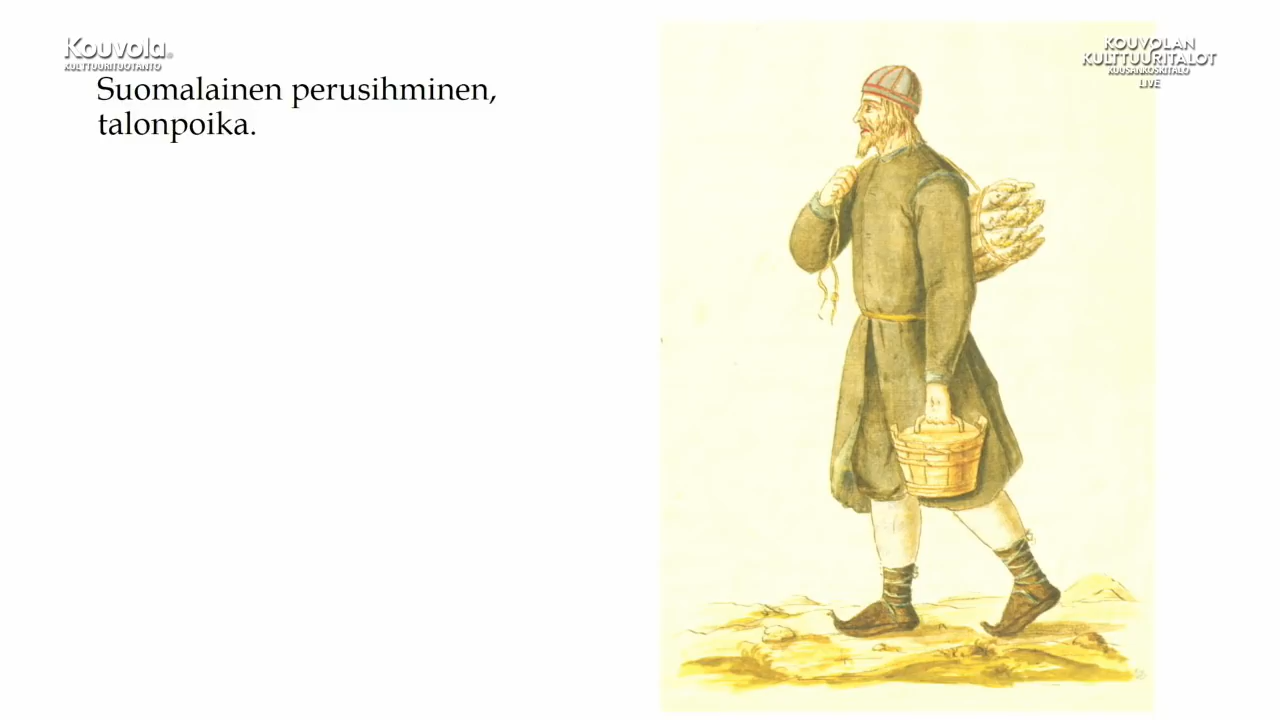 Kouvola®
KULTTUURITUOTANTO
Suomalainen perusihminen,
talonpoika.
KOUVOLAN
KULTTUURITALOT
KUUSANKOSKITALO
LIVE